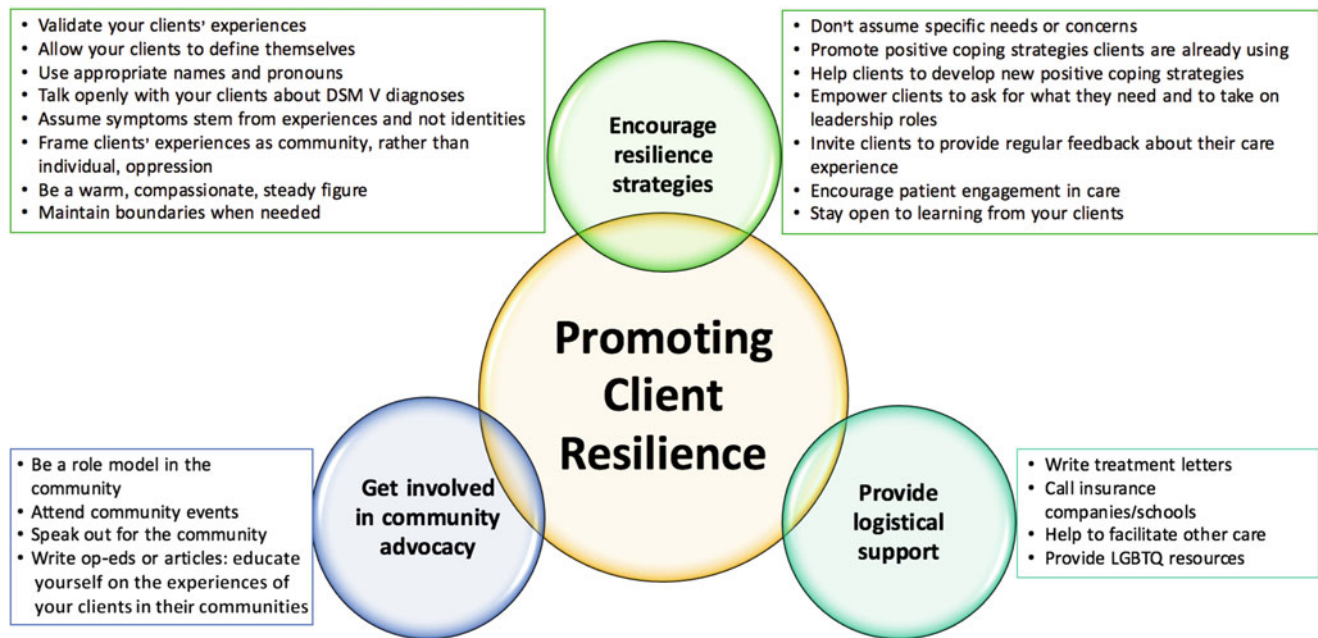 • Validate your clients' experiences
• Allow your clients to define themselves
• Use appropriate names and pronouns
• Talk openly with your clients about DSM V diagnoses
• Assume symptoms stem from experiences and not identities
• Frame clients' experiences as community, rather than
individual, oppression
• Be a warm, compassionate, steady figure
• Maintain boundaries when needed
Encourage
resilience
strategies
• Don't assume specific needs or concerns
• Promote positive coping strategies clients are already using
• Help clients to develop new positive coping strategies
• Empower clients to ask for what they need and to take on
leadership roles
• Invite clients to provide regular feedback about their care
experience
• Encourage patient engagement in care
• Stay open to learning from your clients
Promoting
Client
Resilience
• Be a role model in the
community
• Attend community events
• Speak out for the community
• Write op-eds or articles: educate
yourself on the experiences of
your clients in their communities
Get involved
in community
advocacy
Provide
logistical
support
• Write treatment letters
• Call insurance
companies/schools
• Help to facilitate other care
• Provide LGBTQ resources